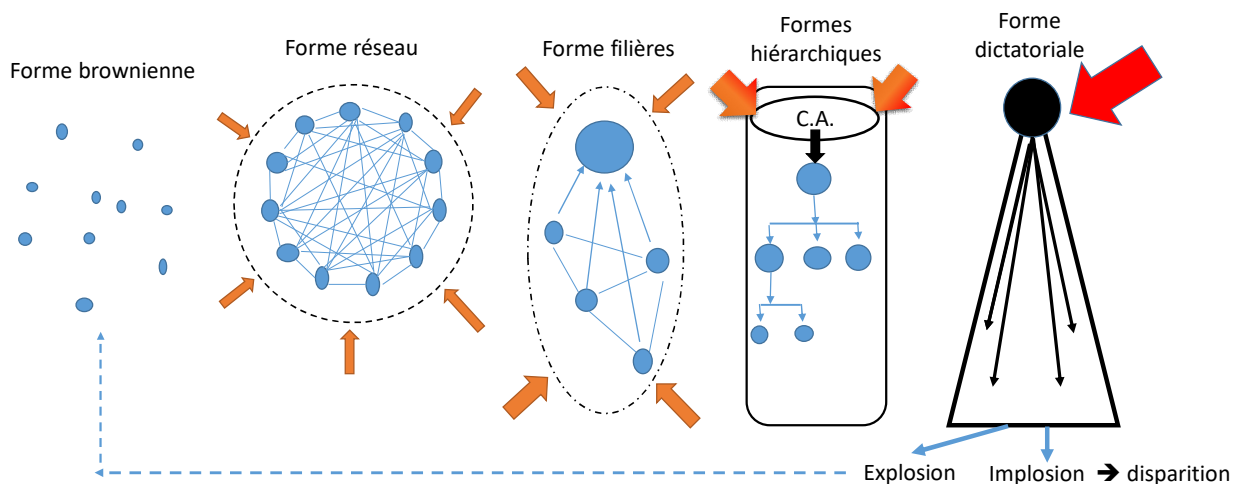 Forme brownienne
Forme réseau
Forme filières
Formes
hiérarchiques
C.A.
Forme
dictatoriale
Explosion
Implosion → disparition